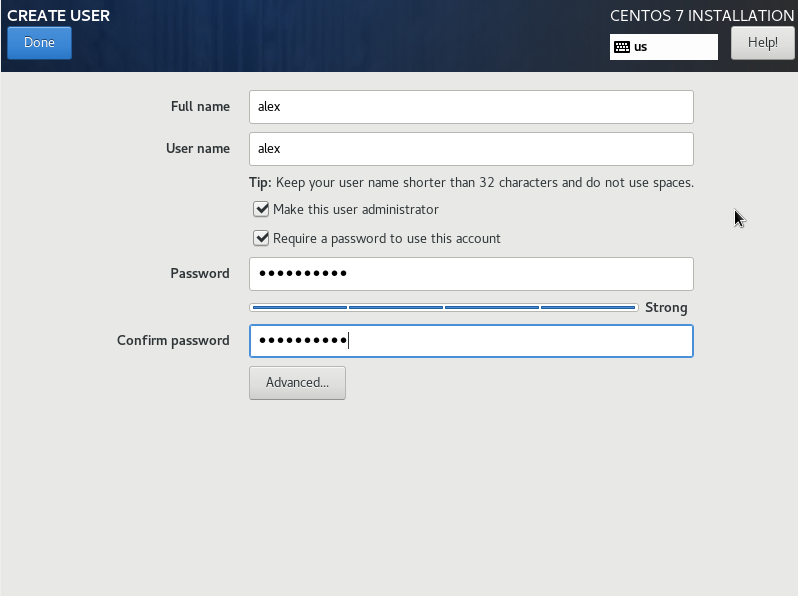 CREATE USER
CENTOS 7 INSTALLATION
Done
us
Help!
Full name
alex
User name
alex
Tip: Keep your user name shorter than 32 characters and do not use spaces.
Make this user administrator
Require a password to use this account
Password
●●●●●●●●●●
Strong
Confirm password
●●●●●●●●●●
Advanced...